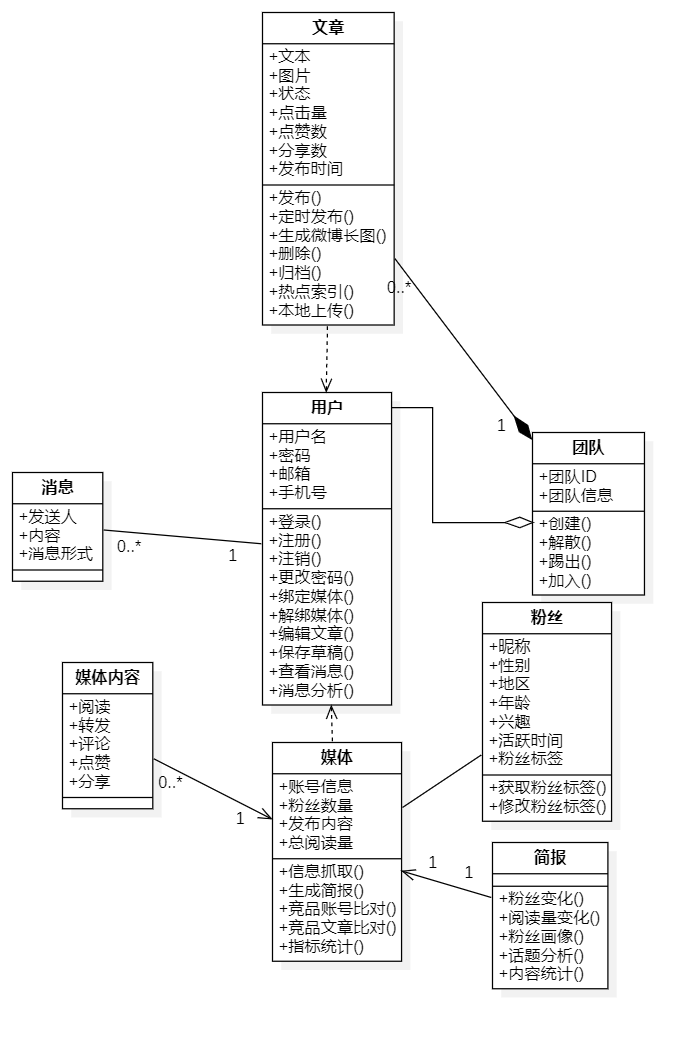 文章
+文本
+图片
+状态
+点击量
+点赞数
+分享数
+发布时间
+发布()
+定时发布()
+生成微博长图()
+删除()
+归档()
+热点索引()
+本地上传()
0..*
1
用户
+用户名
+密码
+邮箱
+手机号
+登录()
+注册()
+注销()
+更改密码()
+绑定媒体()
+解绑媒体()
+编辑文章()
+保存草稿()
+查看消息()
+消息分析()
团队
+团队ID
+团队信息
+创建()
+解散()
+踢出()
+加入()
消息
+发送人
+内容
+消息形式
0..*
1
粉丝
+昵称
+性别
+地区
+年龄
+兴趣
+活跃时间
+粉丝标签
+获取粉丝标签()
+修改粉丝标签()
媒体内容
+阅读
+转发
+评论
+点赞
+分享
0..*
1
媒体
+账号信息
+粉丝数量
+发布内容
+总阅读量
+信息抓取()
+生成简报()
+竞品账号比对()
+竞品文章比对()
+指标统计()
1
1
简报
+粉丝变化()
+阅读量变化()
+粉丝画像()
+话题分析()
+内容统计()